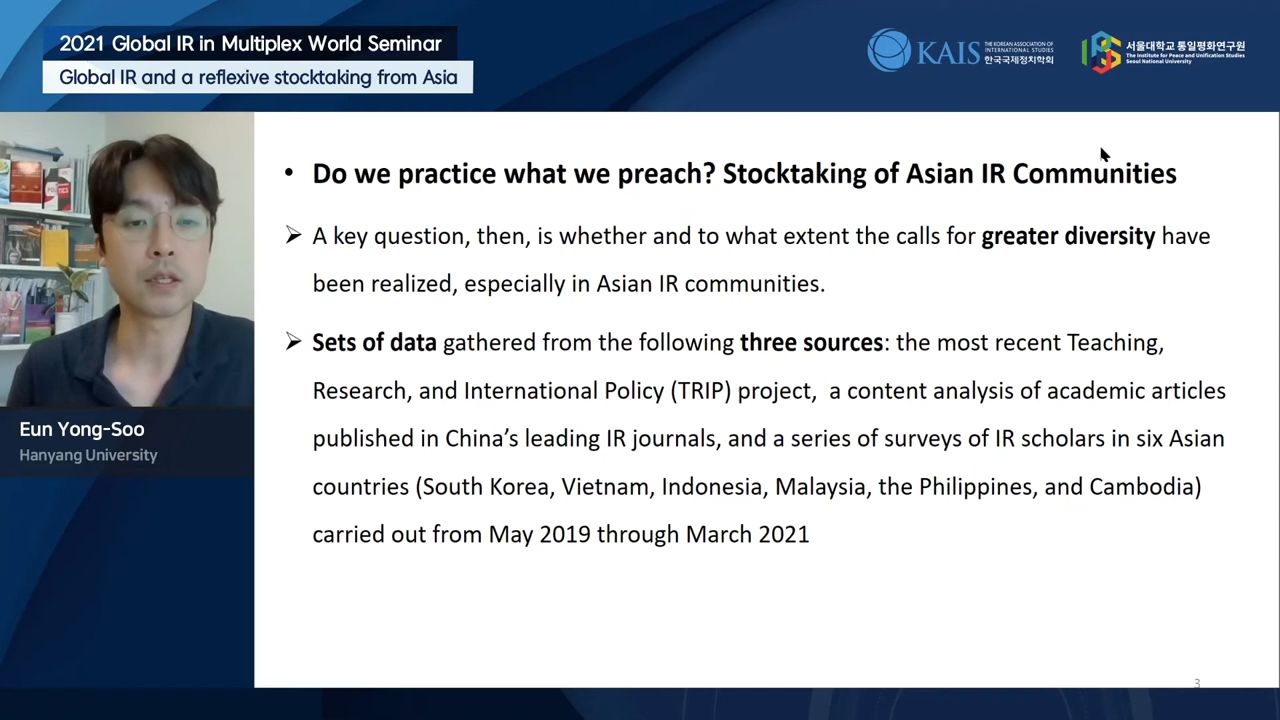 2021 Global IR in Multiplex World Seminar
Global IR and a reflexive stocktaking from Asia
KAIS
THE KOREAN ASSOCIATION OF
INTERNATIONAL STUDIES
한국국제정치학회
서울대학교 통일평화연구원
The Institute for Peace and Unification Studies
Seoul National University
Eun Yong-Soo
Hanyang University
• Do we practice what we preach? Stocktaking of Asian IR Communities
➢ A key question, then, is whether and to what extent the calls for greater diversity have
been realized, especially in Asian IR communities.
➢ Sets of data gathered from the following three sources: the most recent Teaching,
Research, and International Policy (TRIP) project, a content analysis of academic articles
published in China’s leading IR journals, and a series of surveys of IR scholars in six Asian
countries (South Korea, Vietnam, Indonesia, Malaysia, the Philippines, and Cambodia)
carried out from May 2019 through March 2021
3